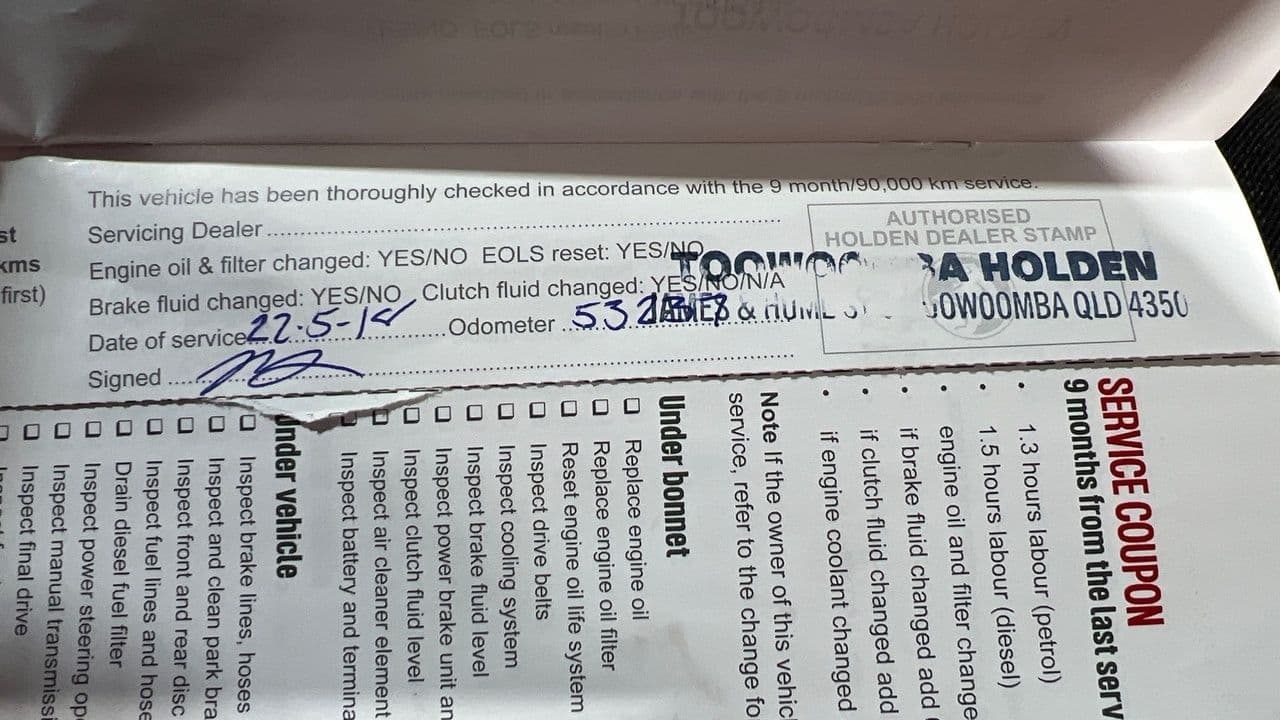 This vehicle has been thoroughly checked in accordance with the 9 month/90,000 km service.
Servicing Dealer
Engine oil & filter changed: YES/NO EOLS reset: YES/NO
Brake fluid changed: YES/NO Clutch fluid changed: YES/NO/N/A
Date of service 22-5-18 Odometer
Signed
AUTHORISED
HOLDEN DEALER STAMP
BA HOLDEN
& HUME TOOWOOMBA QLD 4350
st
kms
first)
SERVICE COUPON
9 months from the last serv
• 1.3 hours labour (petrol)
• 1.5 hours labour (diesel)
• engine oil and filter change
• if brake fluid changed add
• if clutch fluid changed add
• if engine coolant changed
Note If the owner of this vehic
service, refer to the change fo
Under bonnet
Replace engine oil
Replace engine oil filter
Reset engine oil life system
Inspect drive belts
Inspect cooling system
Inspect brake fluid level
Inspect power brake unit an
Inspect clutch fluid level
Inspect air cleaner element
Inspect battery and termina
Under vehicle
Inspect brake lines, hoses
Inspect and clean park bra
Inspect front and rear disc
Inspect fuel lines and hose
Drain diesel fuel filter
Inspect power steering op
Inspect manual transmissi
Inspect final drive